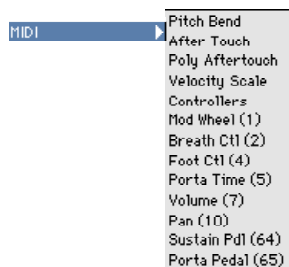 MIDI
Pitch Bend
After Touch
Poly Aftertouch
Velocity Scale
Controllers
Mod Wheel (1)
Breath Ctl (2)
Foot Ctl (4)
Porta Time (5)
Volume (7)
Pan (10)
Sustain Pdl (64)
Porta Pedal (65)